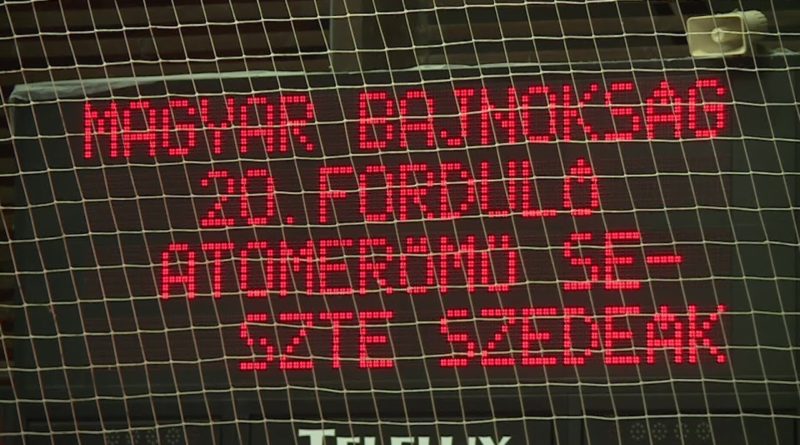 MAGYAR BAJNOKSÁG
20. FORDULÓ
ATOMERŐMŰ SE-
SZTE SZEDEÁK